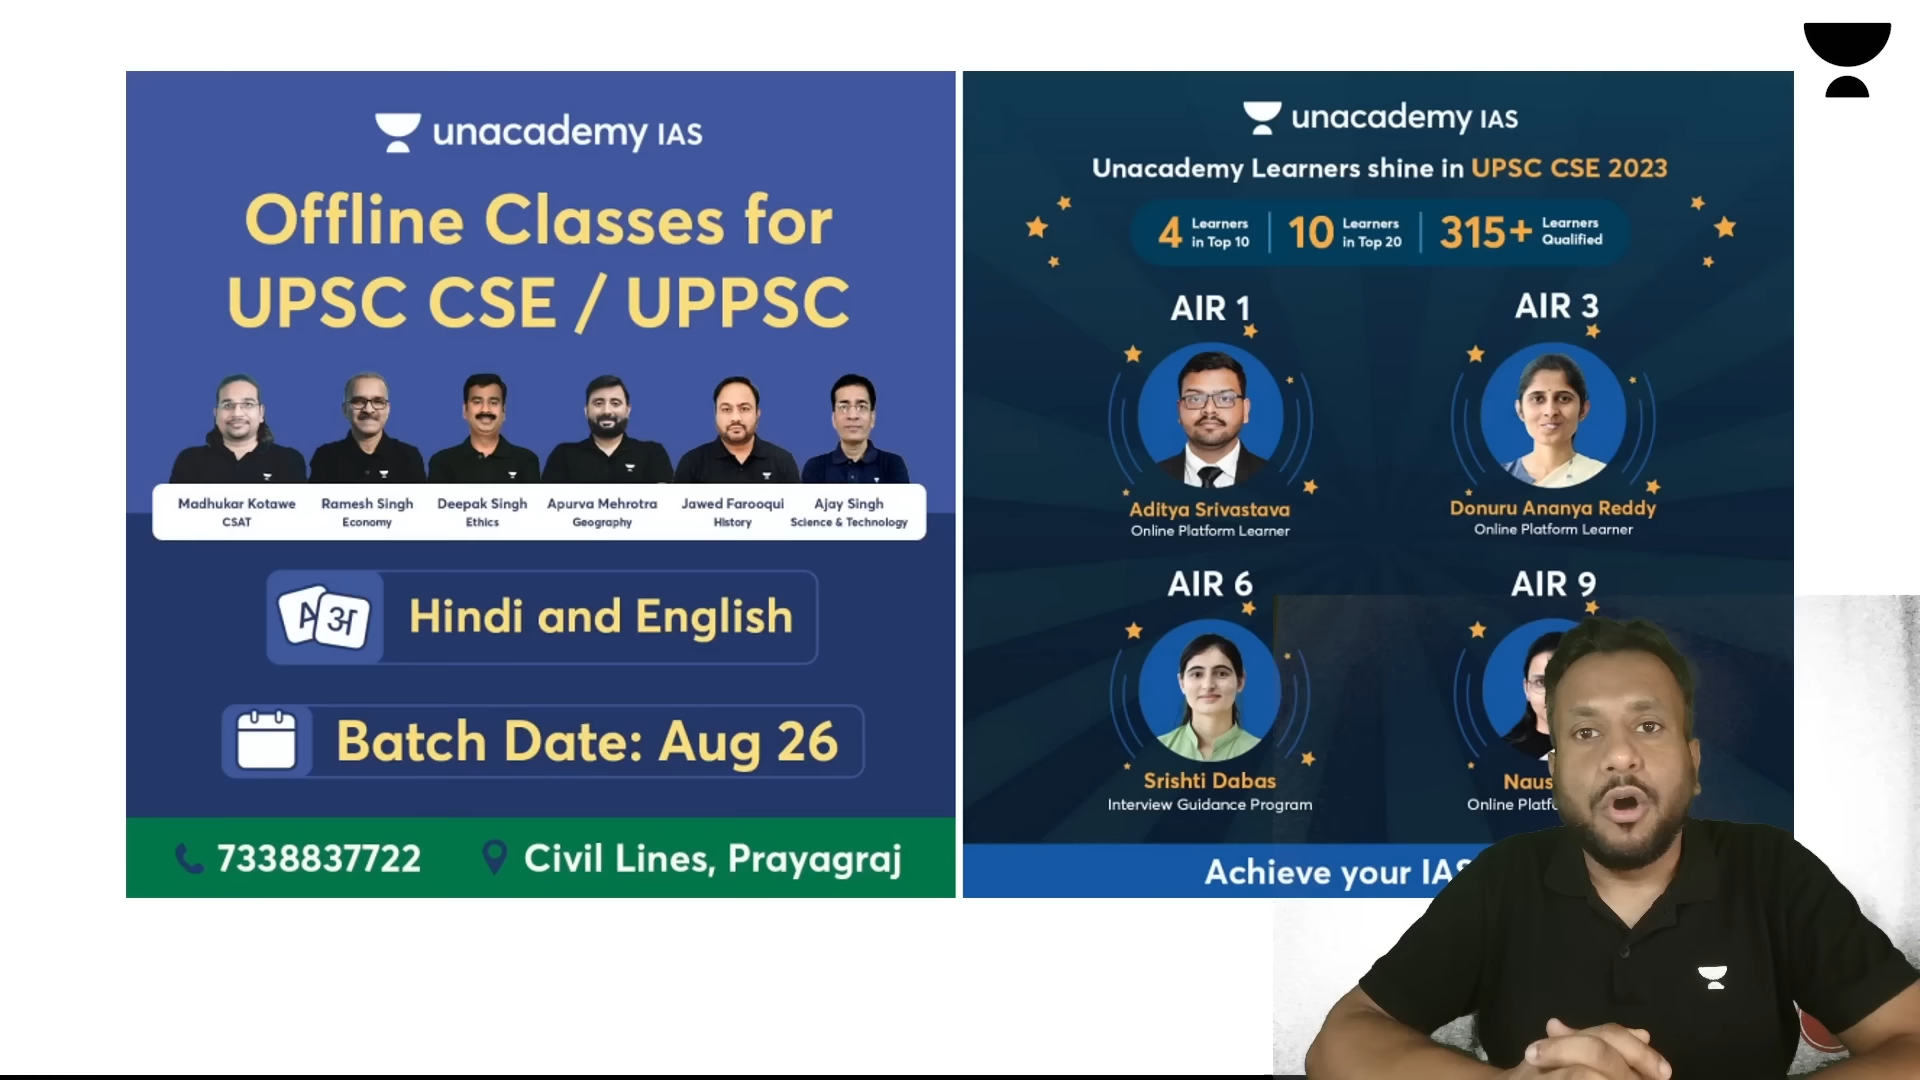 unacademy IAS
Offline Classes for
UPSC CSE / UPPSC
Madhukar Kotawe
CSAT
Ramesh Singh
Economy
Deepak Singh
Ethics
Apurva Mehrotra
Geography
Jawed Farooqui
History
Ajay Singh
Science & Technology
A अ
Hindi and English
Batch Date: Aug 26
7338837722
Civil Lines, Prayagraj
unacademy IAS
Unacademy Learners shine in UPSC CSE 2023
4 Learners in Top 10
10 Learners in Top 20
315+ Learners Qualified
AIR 1
Aditya Srivastava
Online Platform Learner
AIR 3
Donuru Ananya Reddy
Online Platform Learner
AIR 6
Srishti Dabas
Interview Guidance Program
AIR 9
Naus
Online
Achieve your IAS